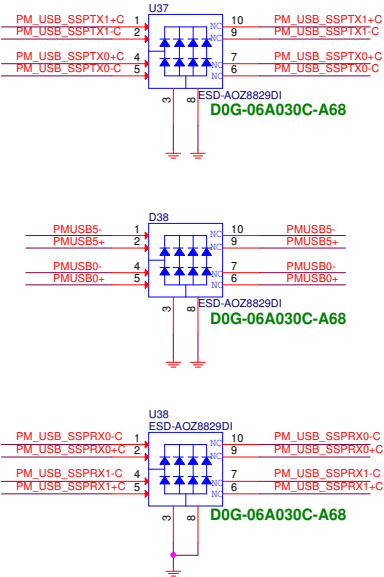 U37
PM_USB_SSPTX1+C 1 NC 10 PM_USB_SSPTX1+C
PM_USB_SSPTX1-C 2 NC 9 PM_USB_SSPTX1-C
PM_USB_SSPTX0+C 4 NC 7 PM_USB_SSPTX0+C
PM_USB_SSPTX0-C 5 NC 6 PM_USB_SSPTX0-C
3 8 ESD-AOZ8829DI
D0G-06A030C-A68
D38
PMUSB5- 1 NC 10 PMUSB5-
PMUSB5+ 2 NC 9 PMUSB5+
PMUSB0- 4 NC 7 PMUSB0-
PMUSB0+ 5 NC 6 PMUSB0+
3 8 ESD-AOZ8829DI
D0G-06A030C-A68
U38
ESD-AOZ8829DI
PM_USB_SSPRX0-C 1 NC 10 PM_USB_SSPRX0-C
PM_USB_SSPRX0+C 2 NC 9 PM_USB_SSPRX0+C
PM_USB_SSPRX1-C 4 NC 7 PM_USB_SSPRX1-C
PM_USB_SSPRX1+C 5 NC 6 PM_USB_SSPRX1+C
3 8 D0G-06A030C-A68